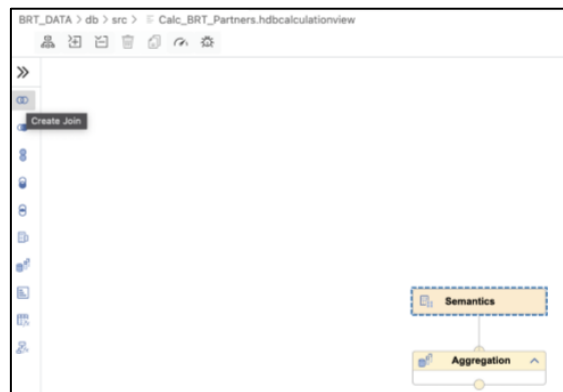 BRT_DATA > db > src > Calc_BRT_Partners.hdbcalculationview
Create Join
Semantics
Aggregation